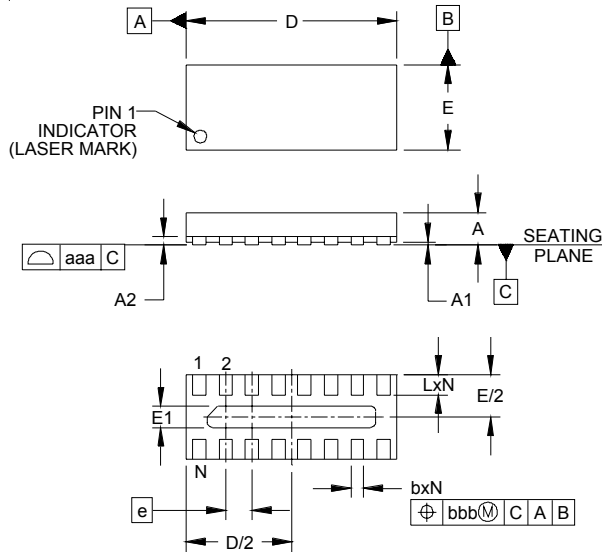 A
D
B
PIN 1
INDICATOR
(LASER MARK)
E
A
SEATING
PLANE
aaa C
A2
A1
C
1 2
LxN
E/2
E1
N
bxN
e
bbb Ⓜ C A B
D/2